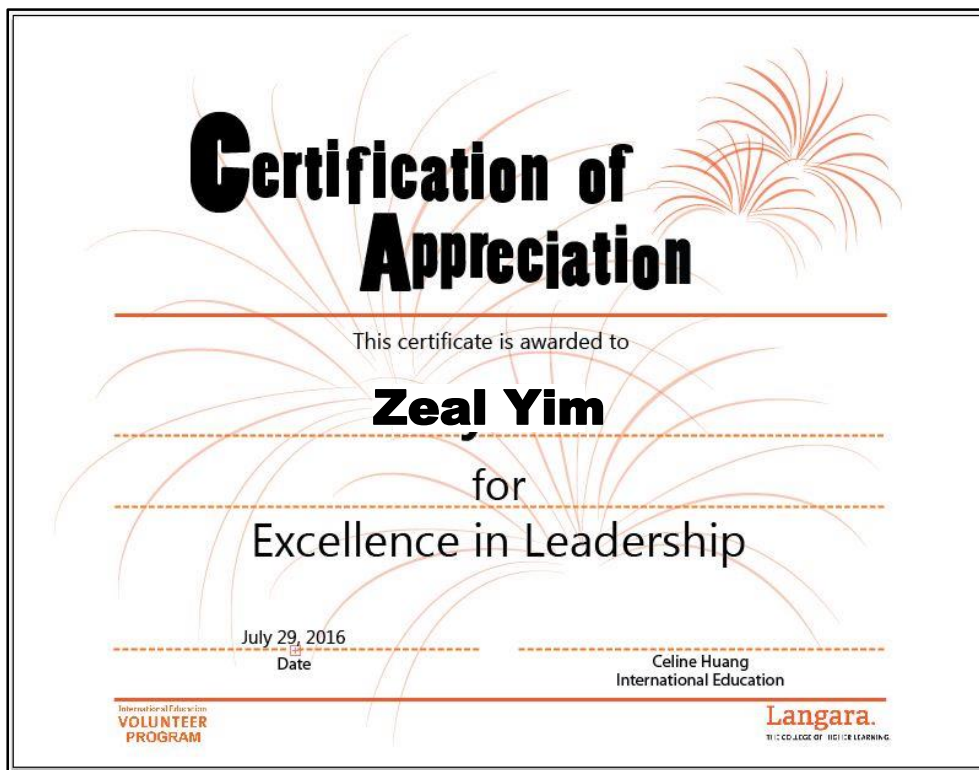 Certification of
Appreciation
This certificate is awarded to
Zeal Yim
for
Excellence in Leadership
July 29, 2016
Date
Celine Huang
International Education
International Education
VOLUNTEER
PROGRAM
Langara.
THE COLLEGE OF HIGHER LEARNING.